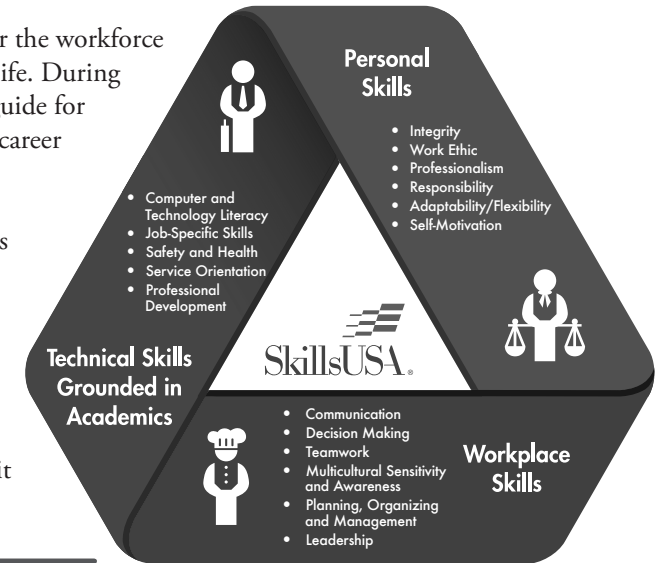 r the workforce
ife. During
uide for
career
s
it
Personal
Skills
• Integrity
• Work Ethic
• Professionalism
• Responsibility
• Adaptability/Flexibility
• Self-Motivation
• Computer and
Technology Literacy
• Job-Specific Skills
• Safety and Health
• Service Orientation
• Professional
Development
Technical Skills
Grounded in
Academics
SkillsUSA®
• Communication
• Decision Making
• Teamwork
• Multicultural Sensitivity
and Awareness
• Planning, Organizing
and Management
• Leadership
Workplace
Skills